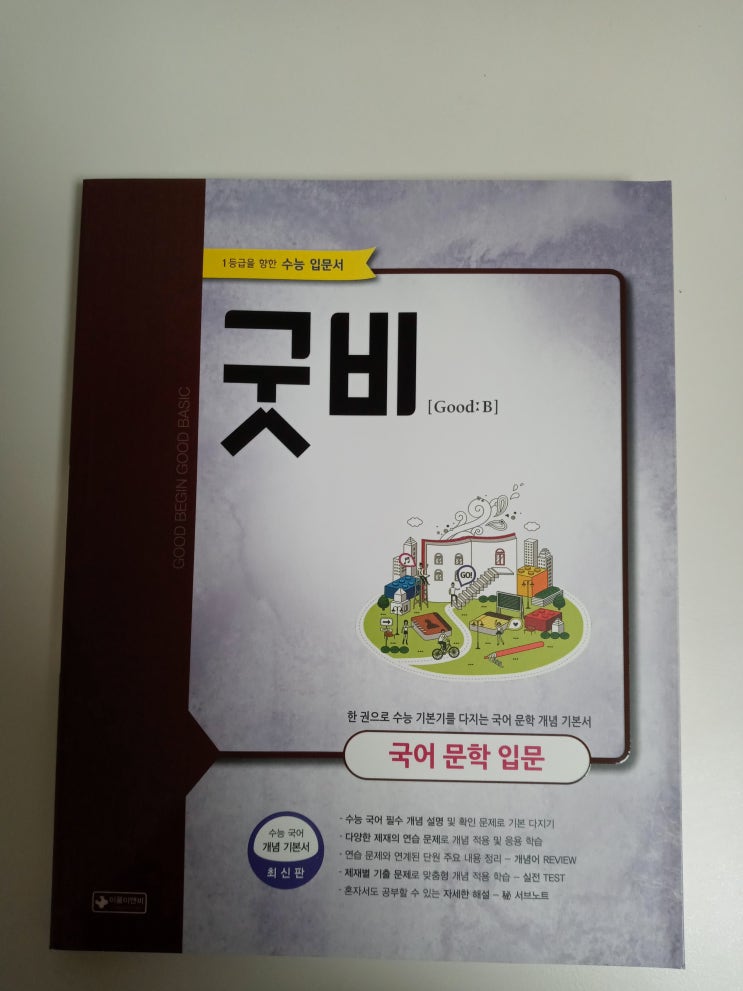 1등급을 향한 수능 입문서
굿비
[Good:B]
GOOD BEGIN GOOD BASIC
GO!
한 권으로 수능 기본기를 다지는 국어 문학 개념 기본서
국어 문학 입문
수능 국어
개념 기본서
최신판
- 수능 국어 필수 개념 설명 및 확인 문제로 기본 다지기
- 다양한 제재의 연습 문제로 개념 적용 및 응용 학습
- 연습 문제와 연계된 단원 주요 내용 정리 – 개념어 REVIEW
- 제재별 기출 문제로 맞춤형 개념 적용 학습 – 실전 TEST
- 혼자서도 공부할 수 있는 자세한 해설 – 秘 서브노트
이룸이앤비